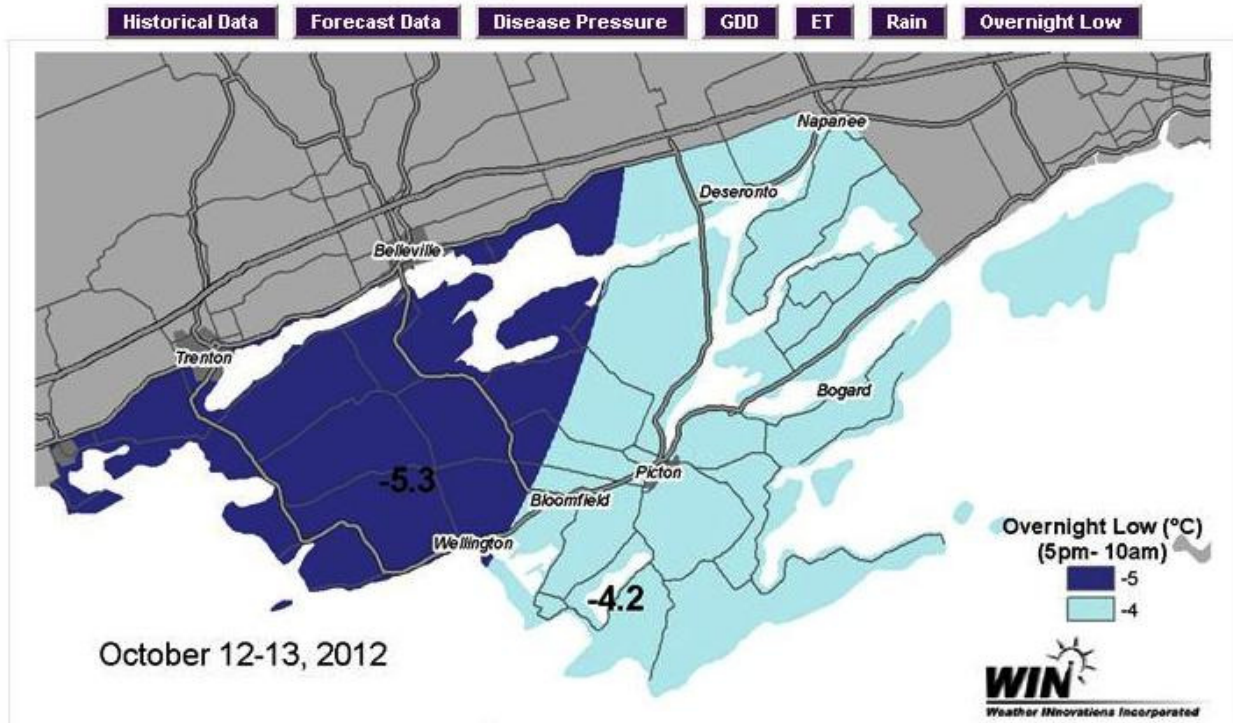 Historical Data
Forecast Data
Disease Pressure
GDD
ET
Rain
Overnight Low
Napanee
Deseronto
Belleville
Trenton
Bogard
Picton
-5.3
Bloomfield
Wellington
Overnight Low (°C)
(5pm- 10am)
-5
-4
-4.2
October 12-13, 2012
WIN
Weather INnovations Incorporated